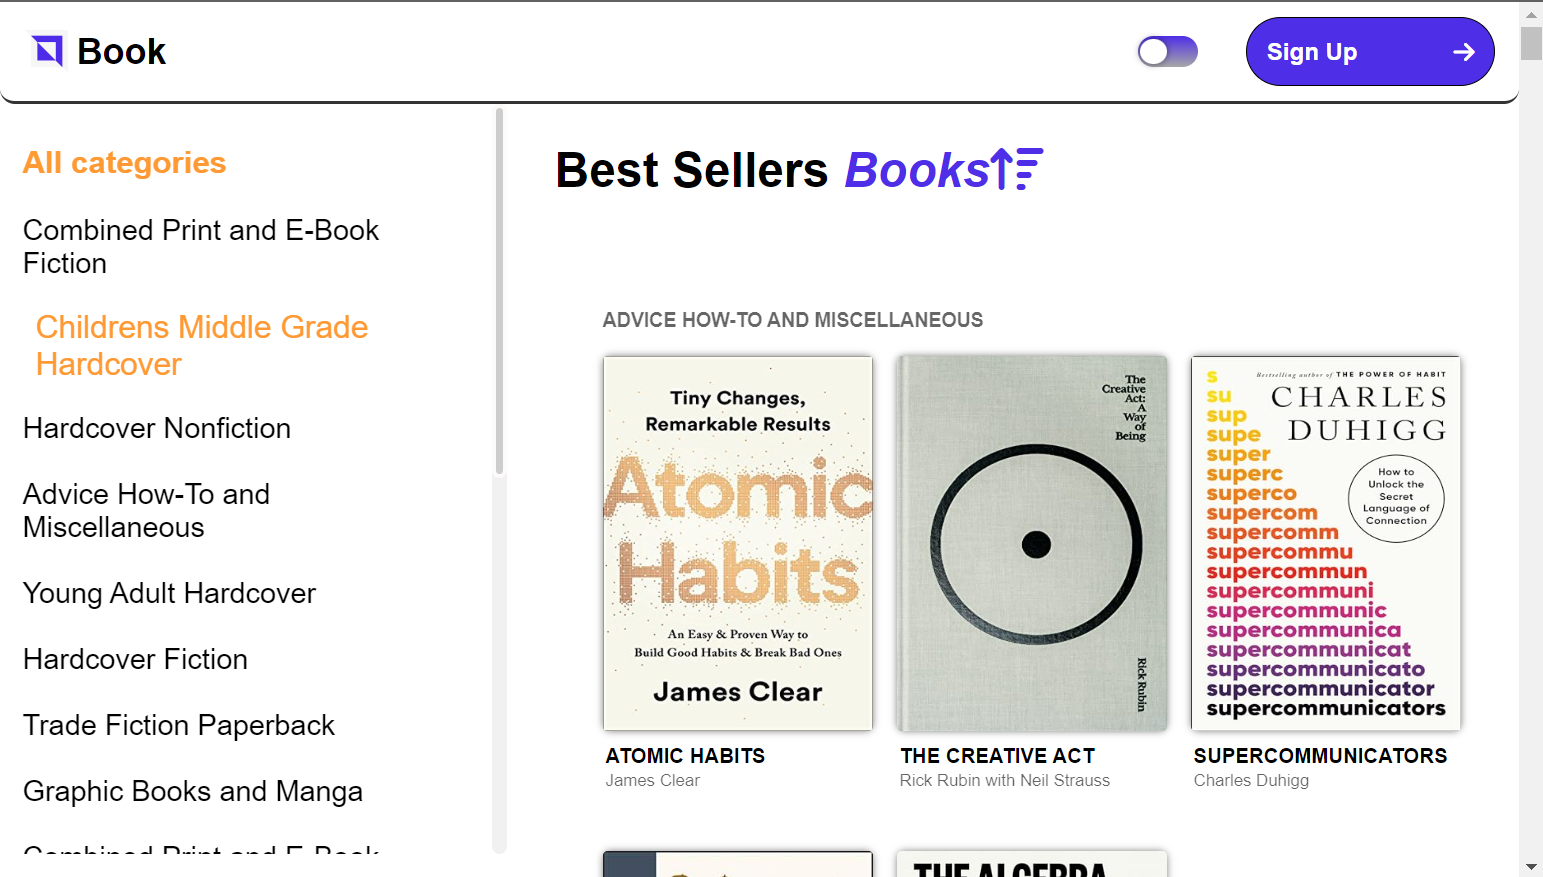 Book
Sign Up
All categories
Combined Print and E-Book
Fiction
Childrens Middle Grade
Hardcover
Hardcover Nonfiction
Advice How-To and
Miscellaneous
Young Adult Hardcover
Hardcover Fiction
Trade Fiction Paperback
Graphic Books and Manga
Combined Print and E-Book
Best Sellers Books
ADVICE HOW-TO AND MISCELLANEOUS
Tiny Changes,
Remarkable Results
Atomic
Habits
An Easy & Proven Way to
Build Good Habits & Break Bad Ones
James Clear
ATOMIC HABITS
James Clear
The
Creative
Act:
A
Way
of
Being
Rick Rubin
THE CREATIVE ACT
Rick Rubin with Neil Strauss
Bestselling author of THE POWER OF HABIT
CHARLES
DUHIGG
How to
Unlock the
Secret
Language of
Connection
s
su
sup
supe
super
superc
superco
supercom
supercomm
supercommu
supercommun
supercommuni
supercommunic
supercommunica
supercommunicat
supercommunicato
supercommunicator
supercommunicators
SUPERCOMMUNICATORS
Charles Duhigg
THE ALGEBRA